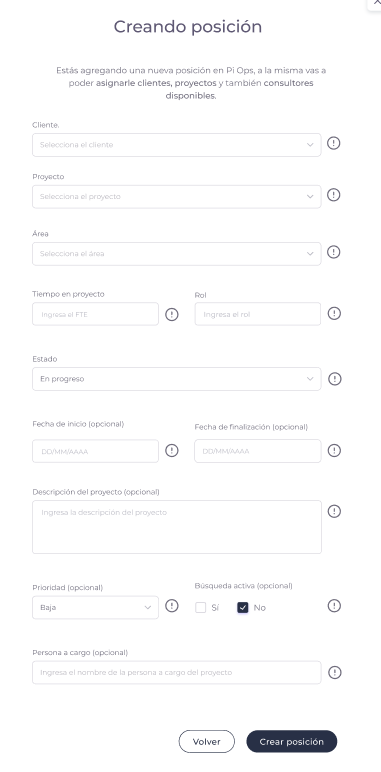 Creando posición
Estás agregando una nueva posición en Pi Ops, a la misma vas a
poder asignarle clientes, proyectos y también consultores
disponibles.
Cliente.
Selecciona el cliente
Proyecto
Selecciona el proyecto
Área
Selecciona el área
Tiempo en proyecto
Rol
Ingresa el FTE
Ingresa el rol
Estado
En progreso
Fecha de inicio (opcional)
Fecha de finalización (opcional)
DD/MM/AAAA
DD/MM/AAAA
Descripción del proyecto (opcional)
Ingresa la descripción del proyecto
Prioridad (opcional)
Búsqueda activa (opcional)
Baja
Sí
No
Persona a cargo (opcional)
Ingresa el nombre de la persona a cargo del proyecto
Volver
Crear posición